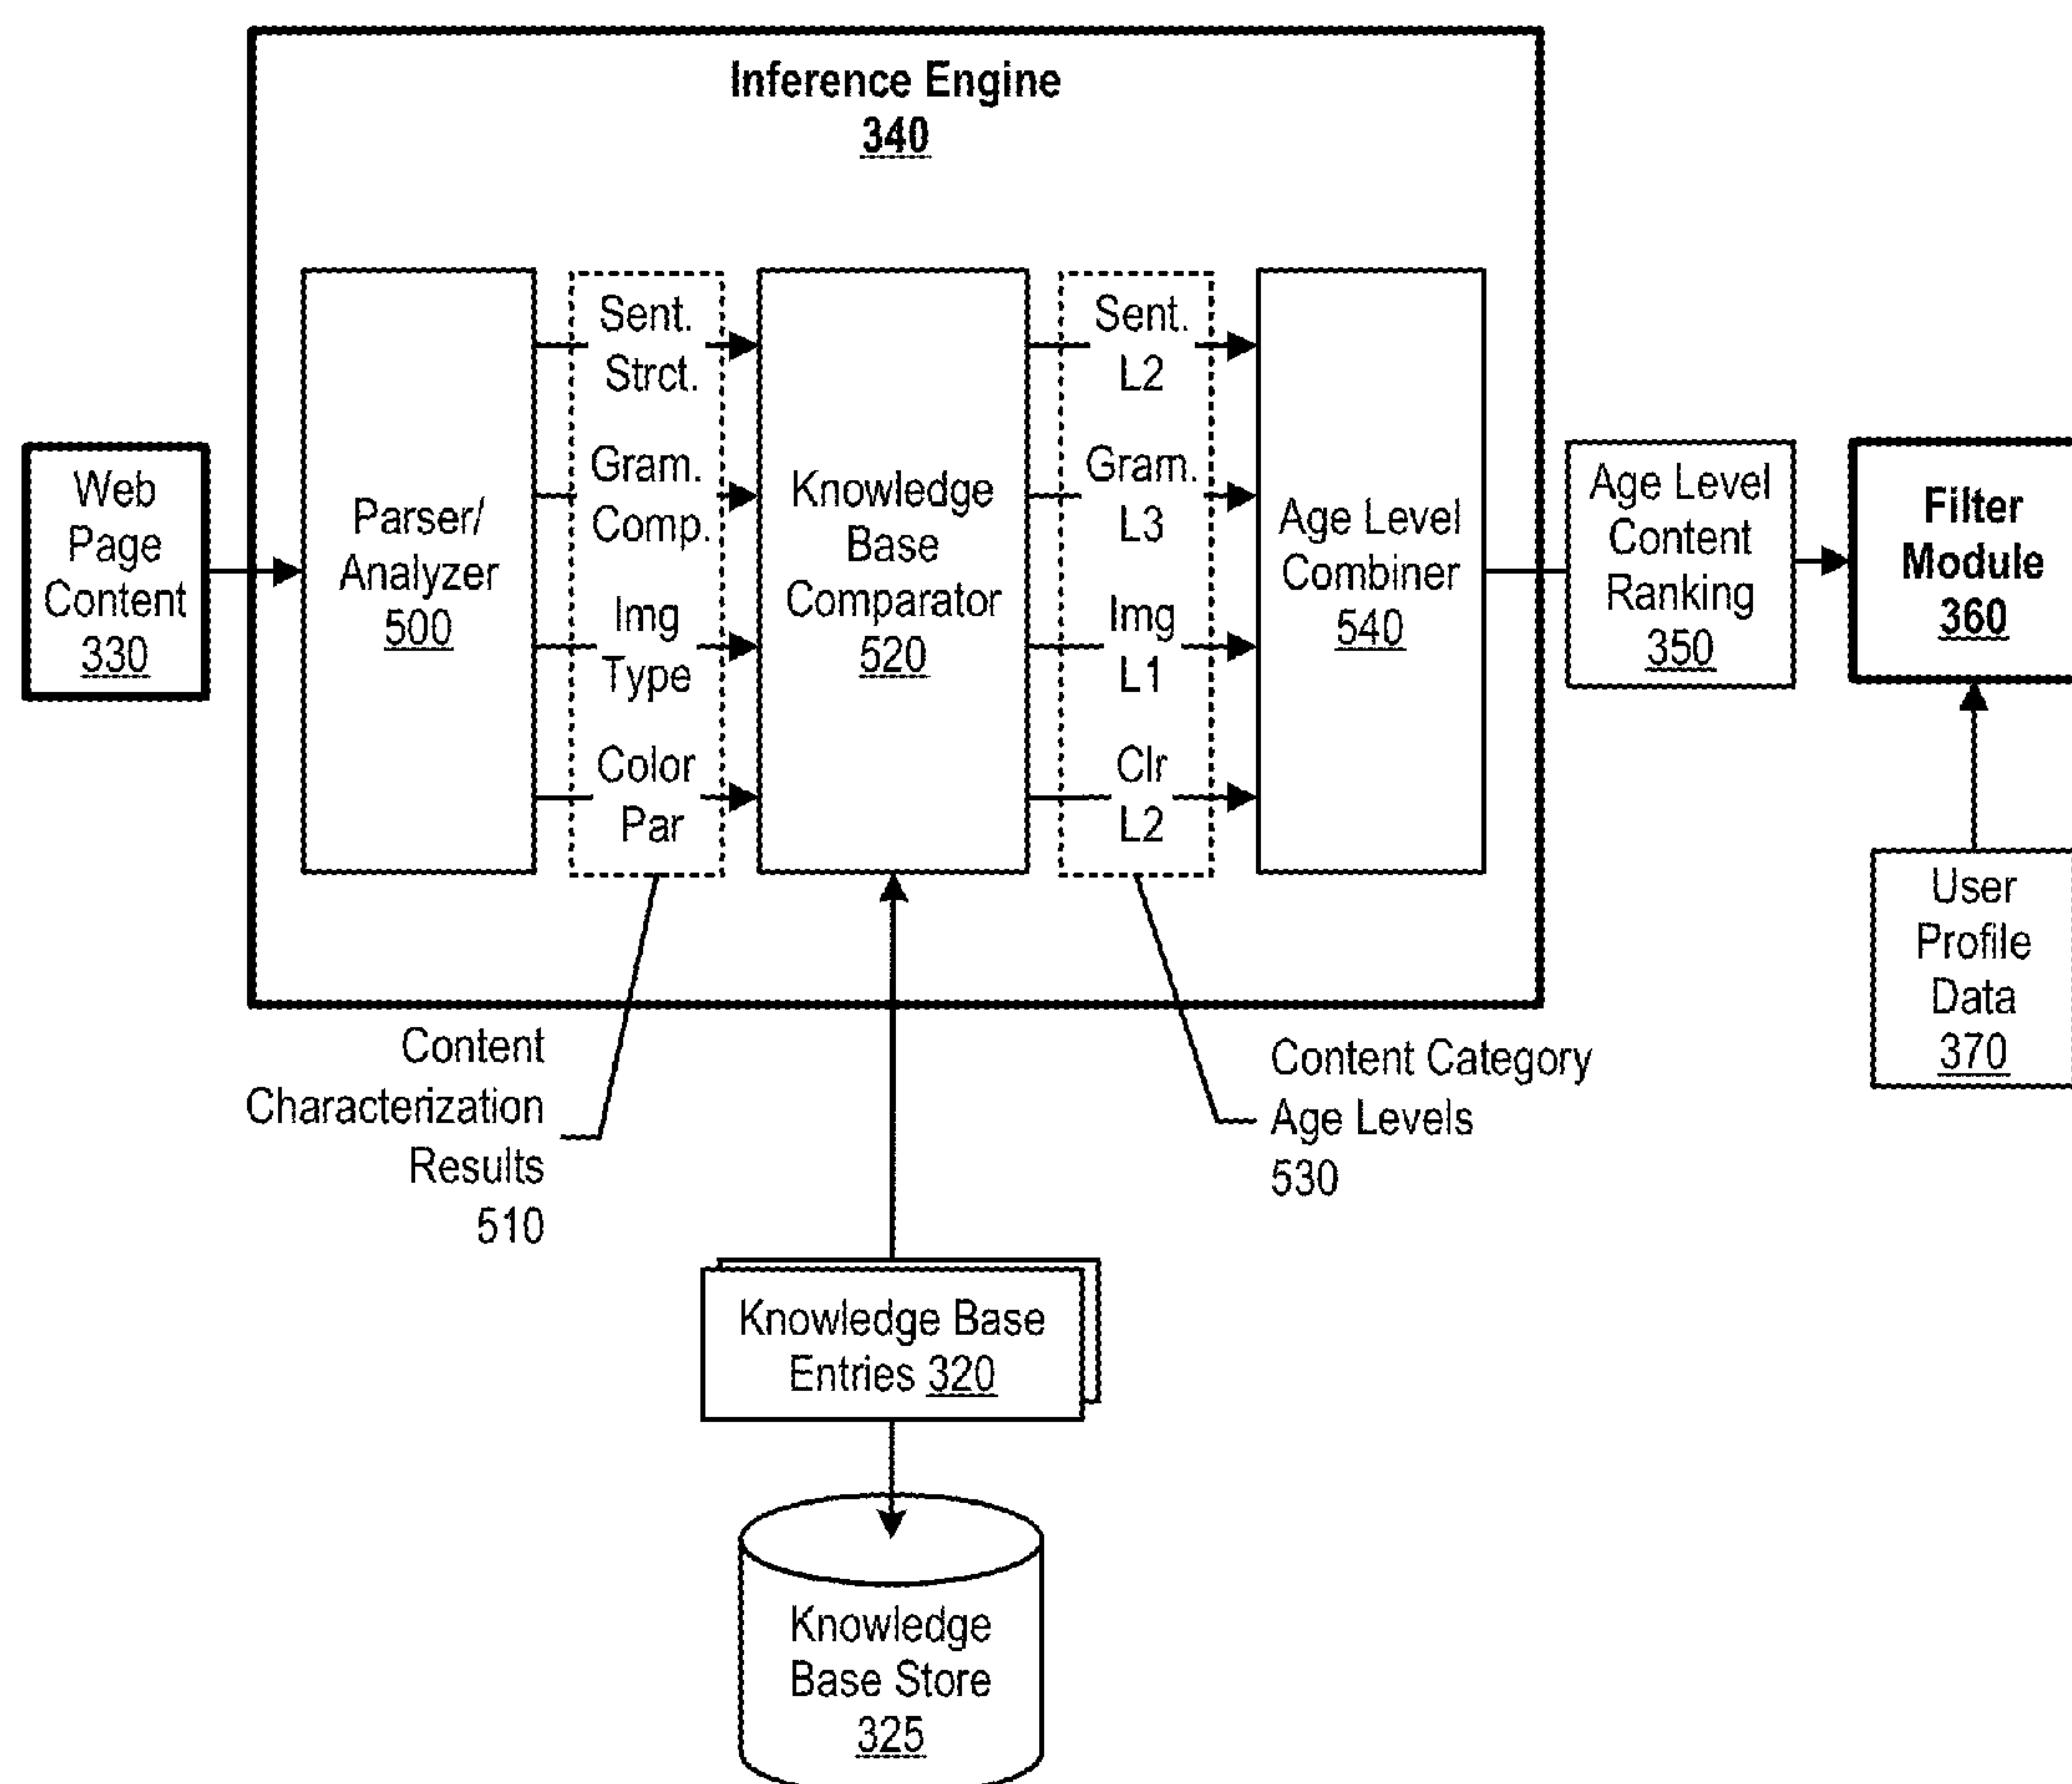 Inference Engine
340
Web
Page
Content
330
Parser/
Analyzer
500
Sent.
Strct.
Gram.
Comp.
Img
Type
Color
Par
Knowledge
Base
Comparator
520
Sent.
L2
Gram.
L3
Img
L1
Clr
L2
Age Level
Combiner
540
Age Level
Content
Ranking
350
Filter
Module
360
User
Profile
Data
370
Content
Characterization
Results
510
Content Category
Age Levels
530
Knowledge Base
Entries 320
Knowledge
Base Store
325